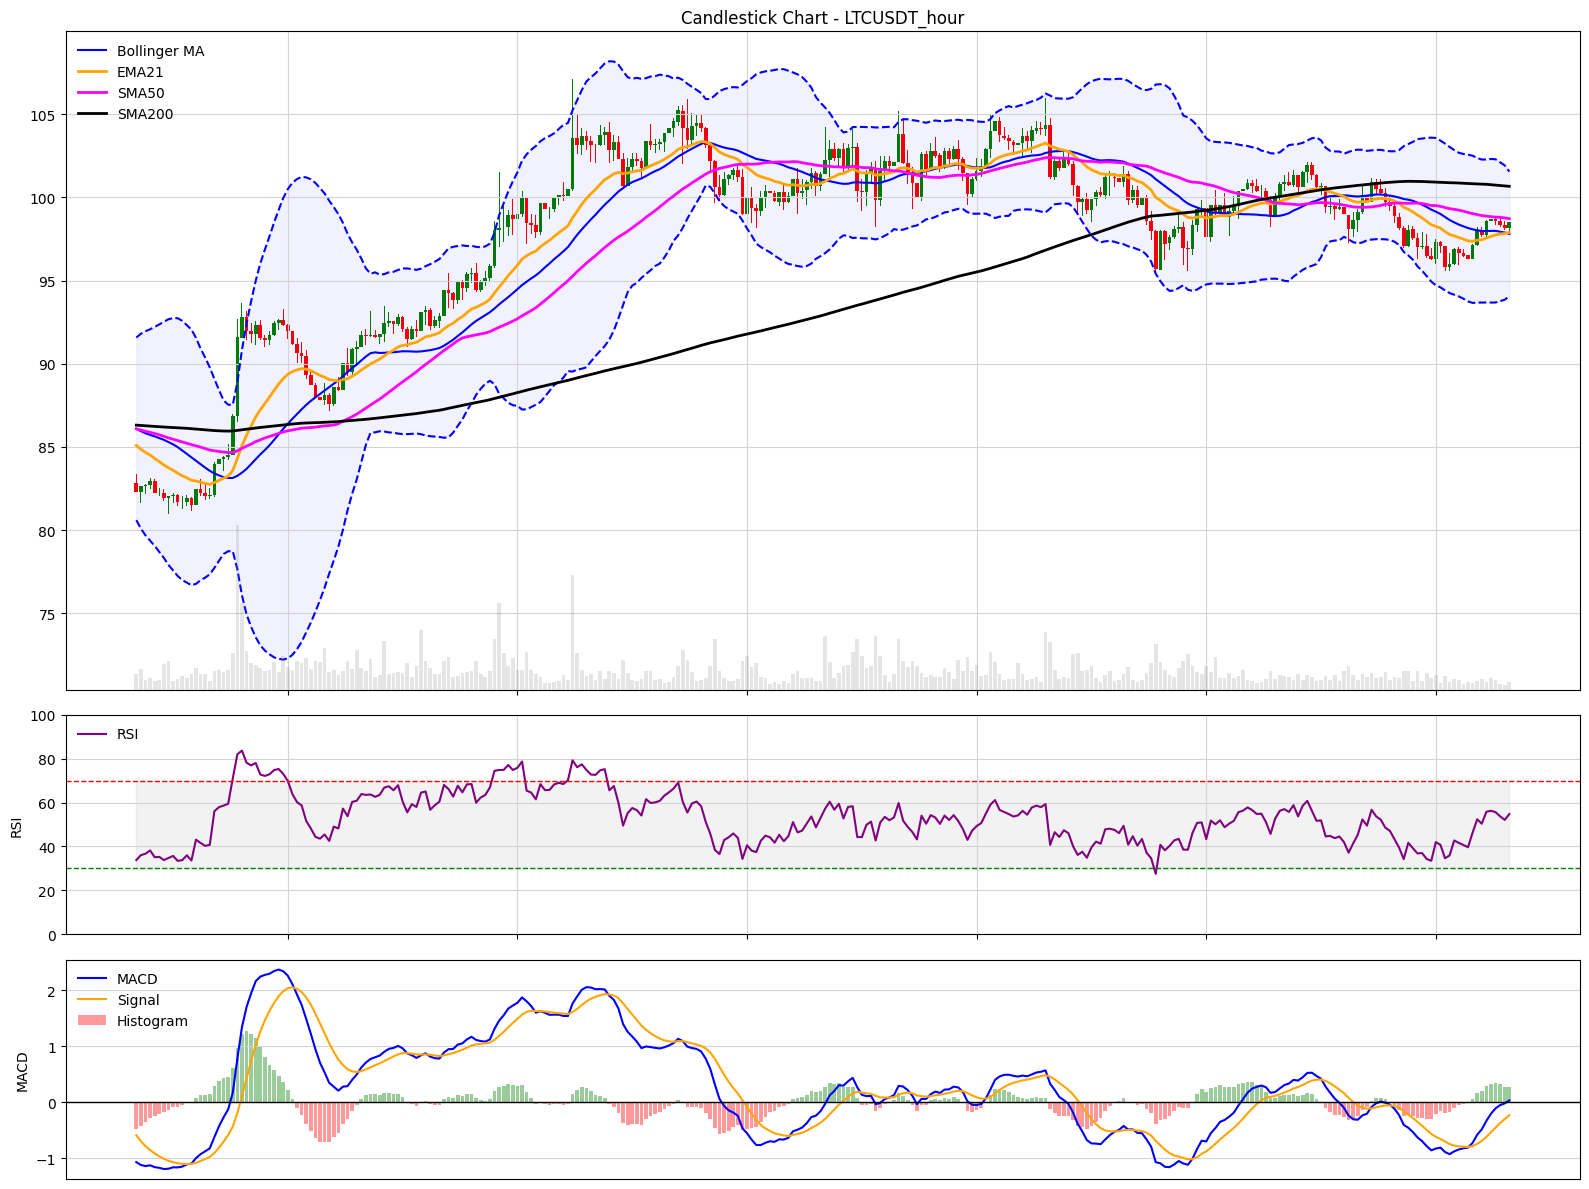 Candlestick Chart - LTCUSDT_hour
Bollinger MA
EMA21
SMA50
SMA200
105
100
95
90
85
80
75
RSI
100
80
60
40
20
0
RSI
MACD
Signal
Histogram
2
1
0
−1
MACD